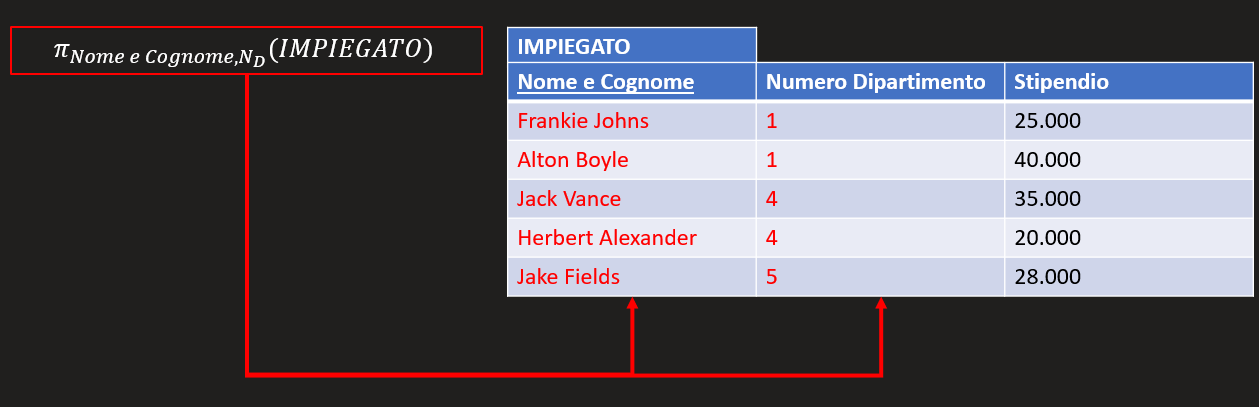 π Nome e Cognome,N_D (IMPIEGATO)
IMPIEGATO
Nome e Cognome Numero Dipartimento Stipendio
Frankie Johns 1 25.000
Alton Boyle 1 40.000
Jack Vance 4 35.000
Herbert Alexander 4 20.000
Jake Fields 5 28.000